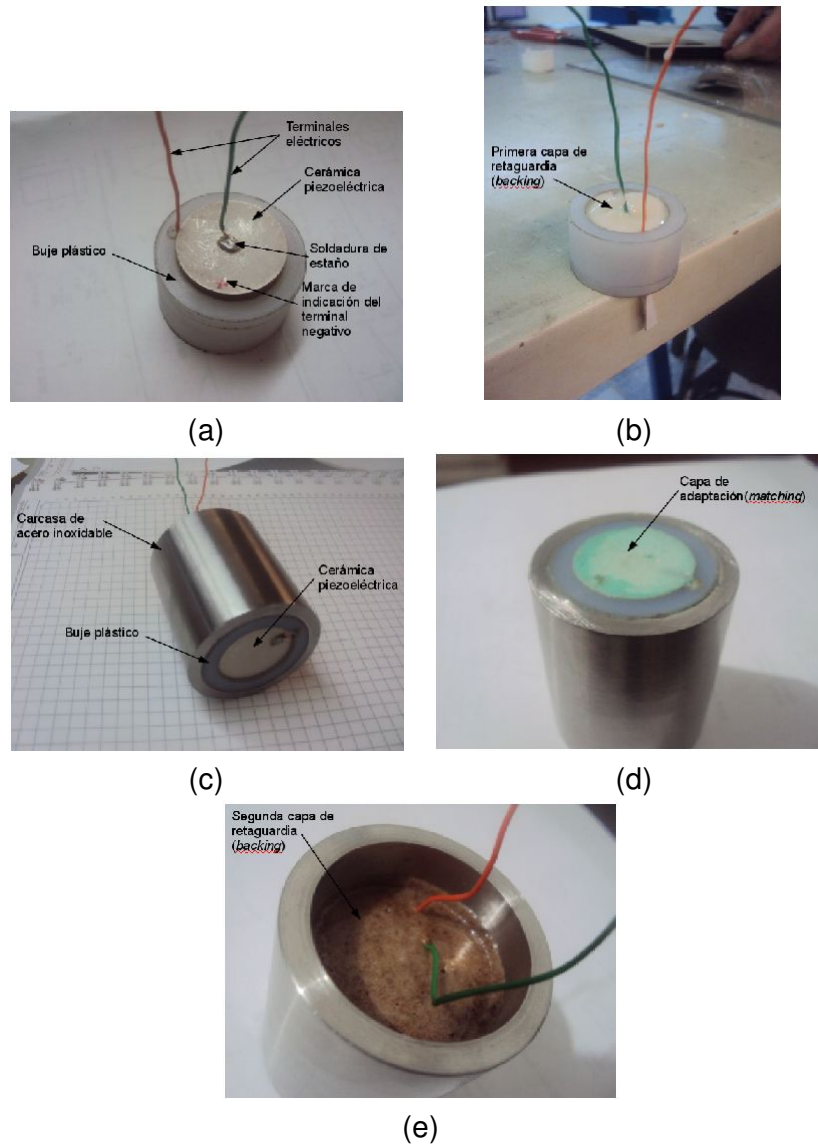 Terminales
eléctricos
Cerámica
piezoeléctrica
Buje plástico
Soldadura de
estaño
Marca de
indicación del
terminal
negativo
(a)
Primera capa de
retaguardia
(backing)
(b)
Carcasa de
acero inoxidable
Cerámica
piezoeléctrica
Buje plástico
(c)
Capa de
adaptación (matching)
(d)
Segunda capa de
retaguardia
(backing)
(e)